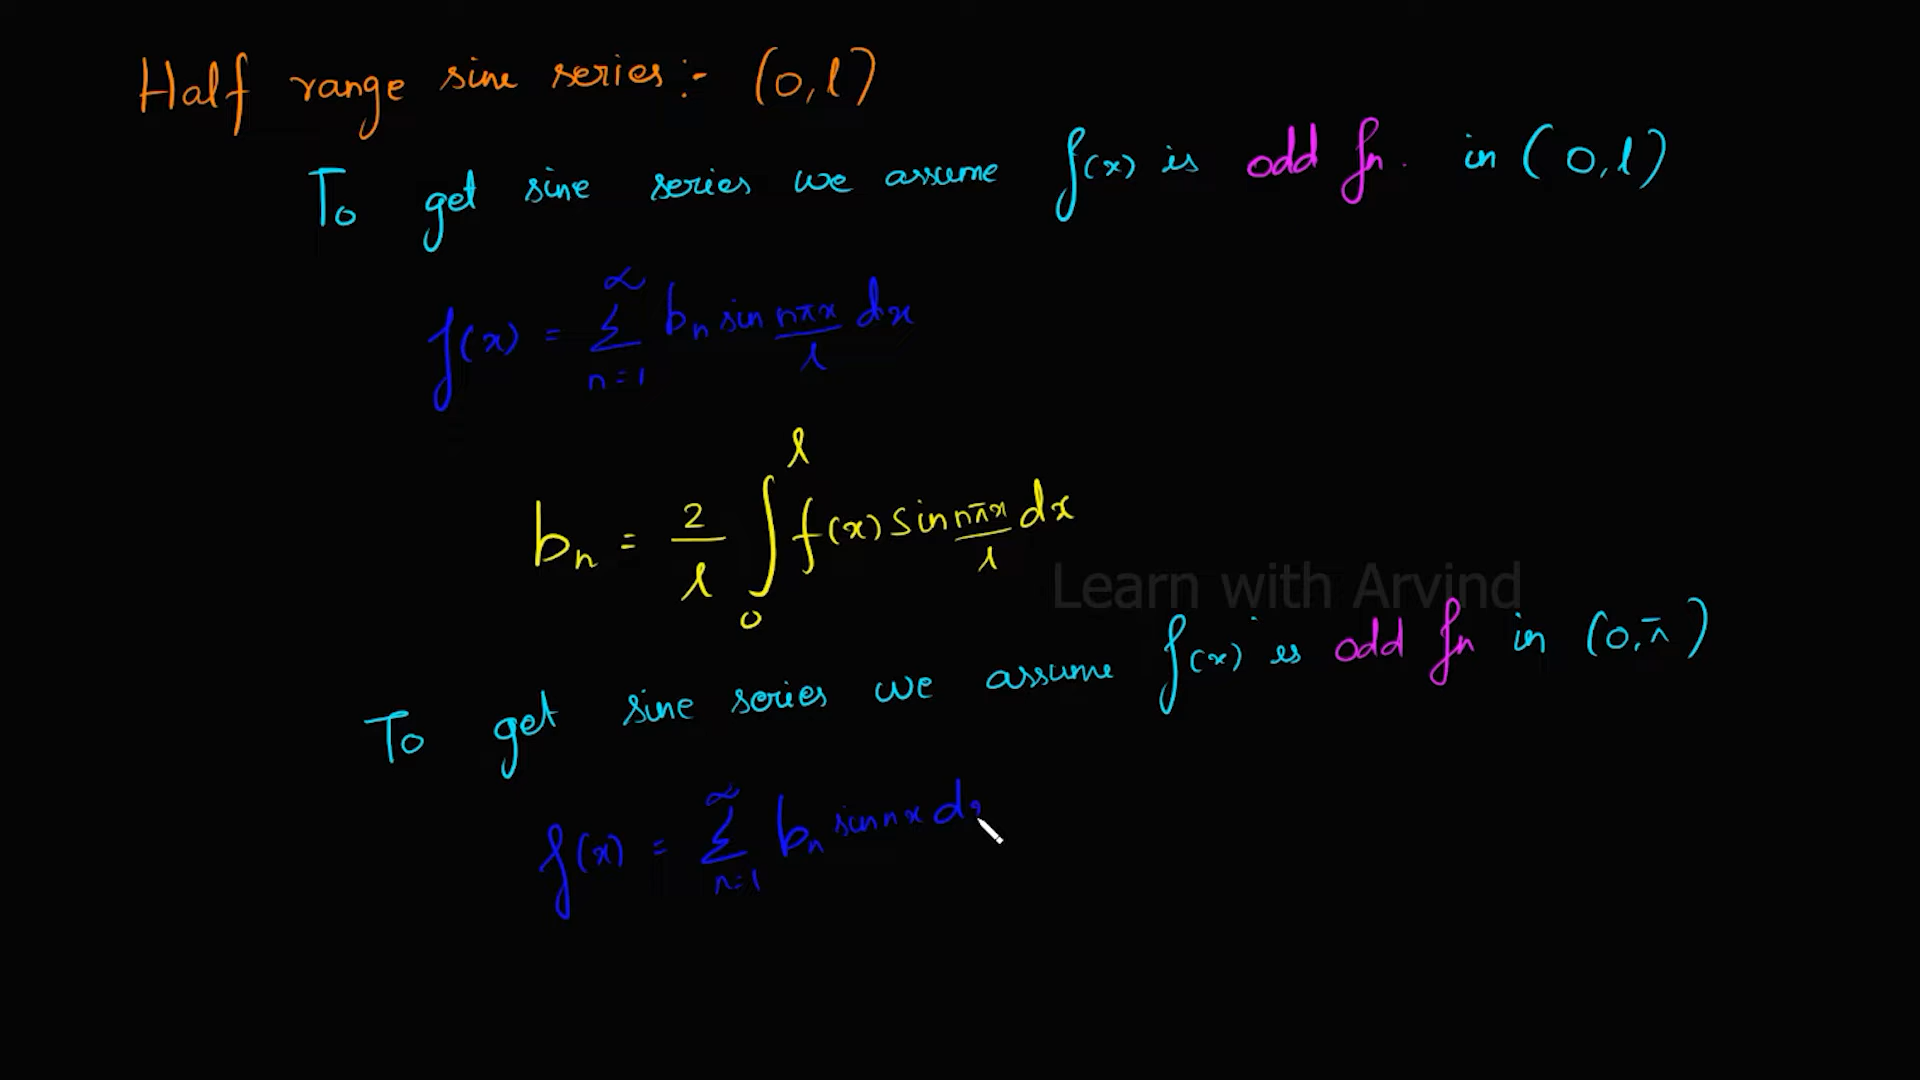 Half range sine series:- (0, l)
To get sine series we assume f(x) is odd fn. in (0, l)
f(x) = ∑_{n=1}^{∝} bₙ sin nπx/l dx
bₙ = 2/l ∫₀^l f(x) sin nπx/l dx
Learn with Arvind
To get sine series we assume f(x) is odd fn in (0, π)
f(x) = ∑_{n=1}^{∝} bₙ sin nx dx